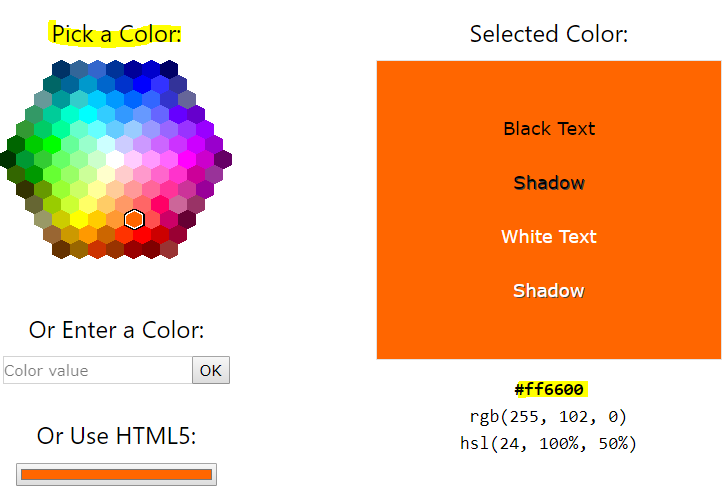 Pick a Color:
Or Enter a Color:
Color value
OK
Or Use HTML5:
Selected Color:
Black Text
Shadow
White Text
Shadow
#ff6600
rgb(255, 102, 0)
hsl(24, 100%, 50%)